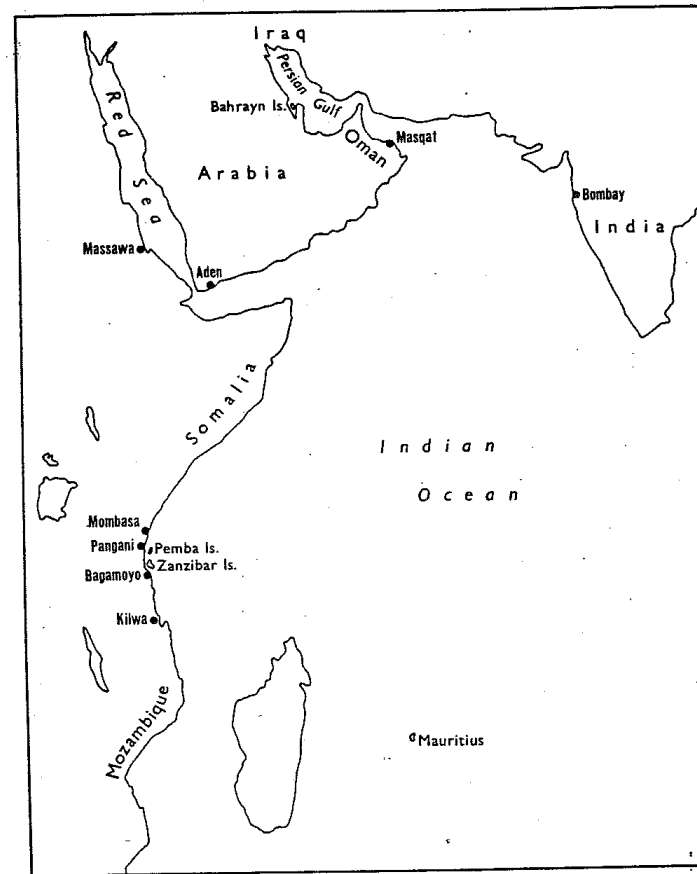 Iraq
Persian Gulf
Bahrayn Is.
Red Sea
Oman
Masqat
Arabia
Bombay
India
Massawa
Aden
Somalia
Indian
Ocean
Mombasa
Pangani
Pemba Is.
Zanzibar Is.
Bagamoyo
Kilwa
Mozambique
Mauritius